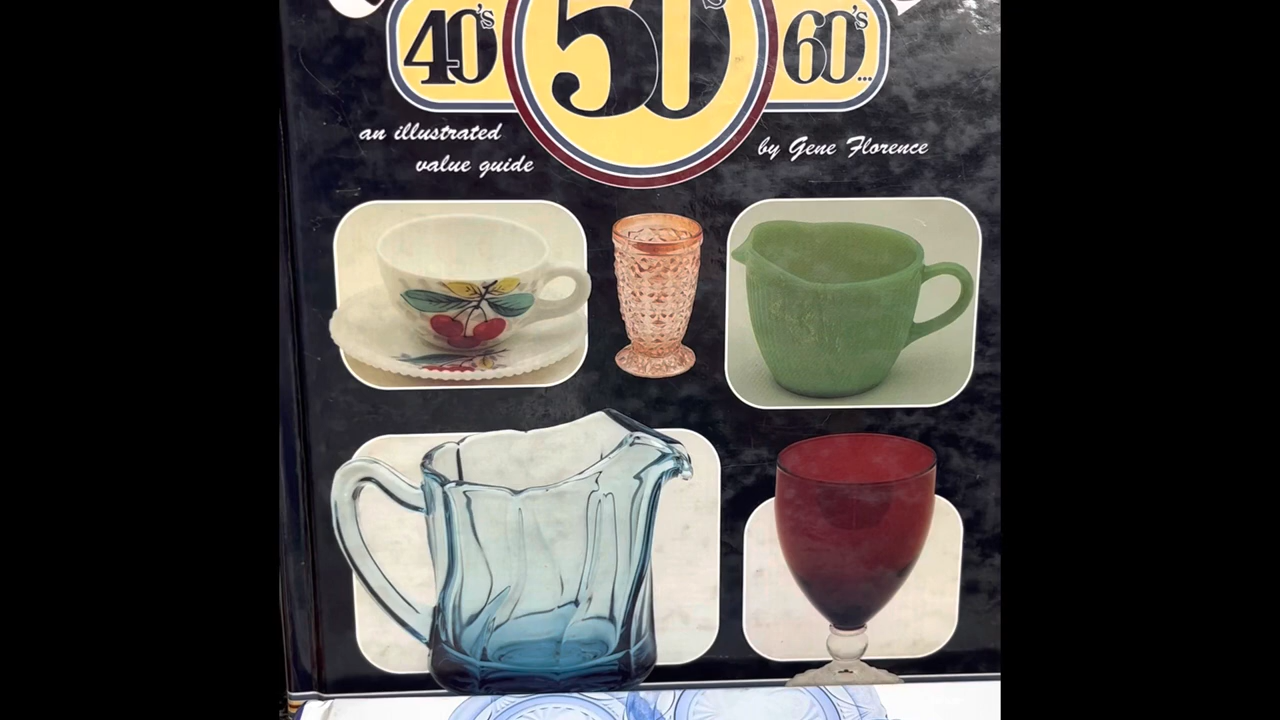 40's 50's 60's...
an illustrated
value guide
by Gene Florence